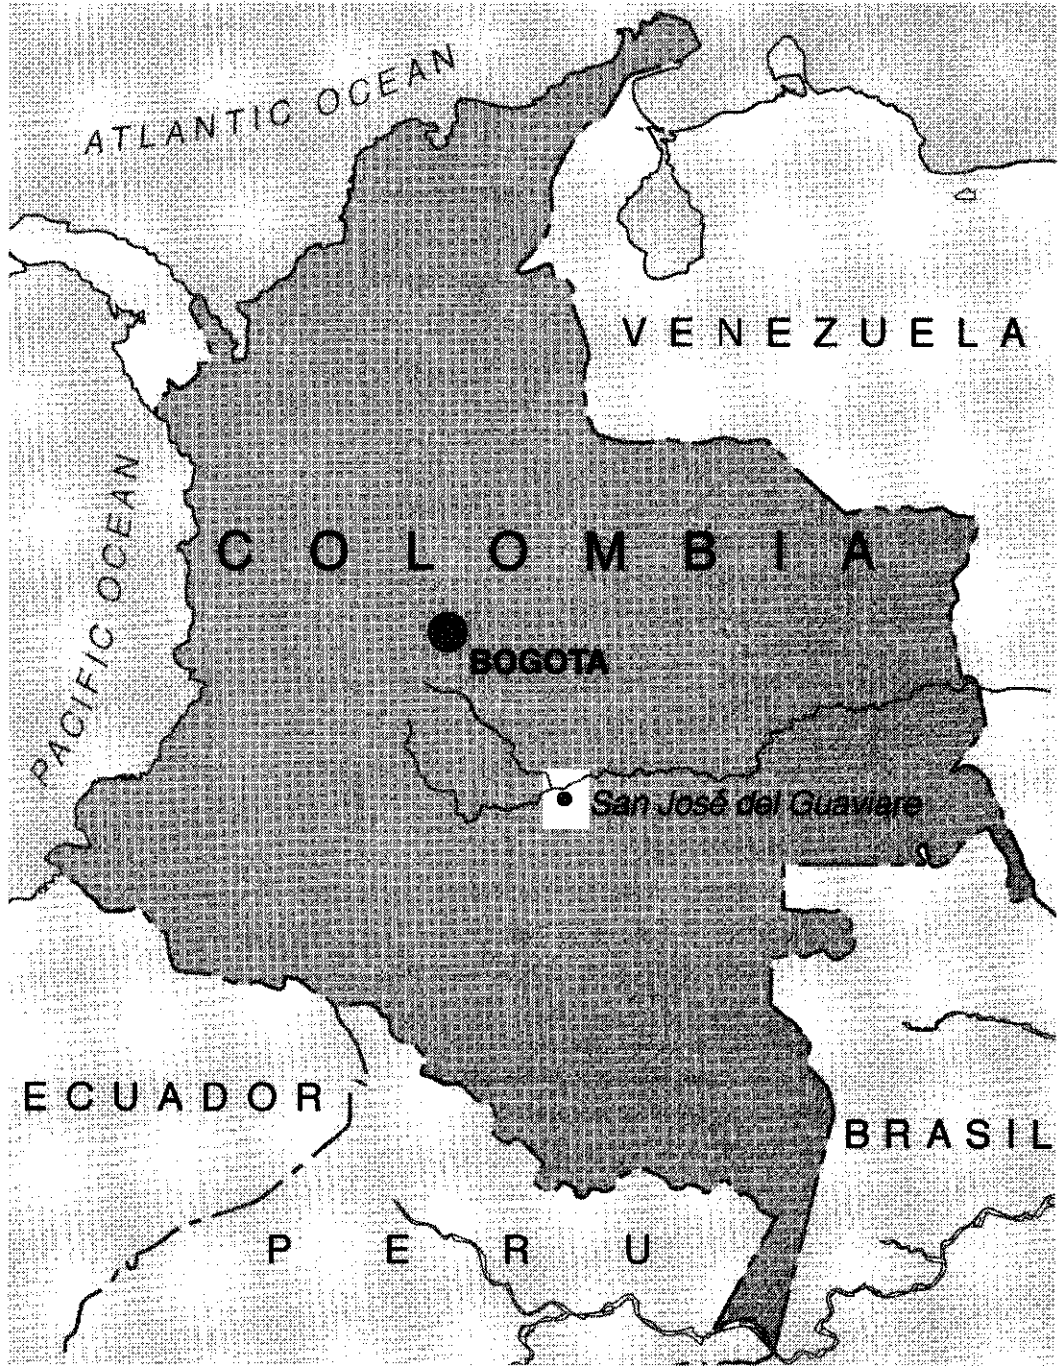 ATLANTIC OCEAN
VENEZUELA
PACIFIC OCEAN
COLOMBIA
BOGOTA
San José del Guaviare
ECUADOR
BRASIL
PERU